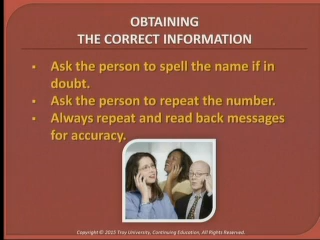 OBTAINING
THE CORRECT INFORMATION
• Ask the person to spell the name if in
doubt.
• Ask the person to repeat the number.
• Always repeat and read back messages
for accuracy.
Copyright © 2015 Troy University, Continuing Education, All Rights Reserved.